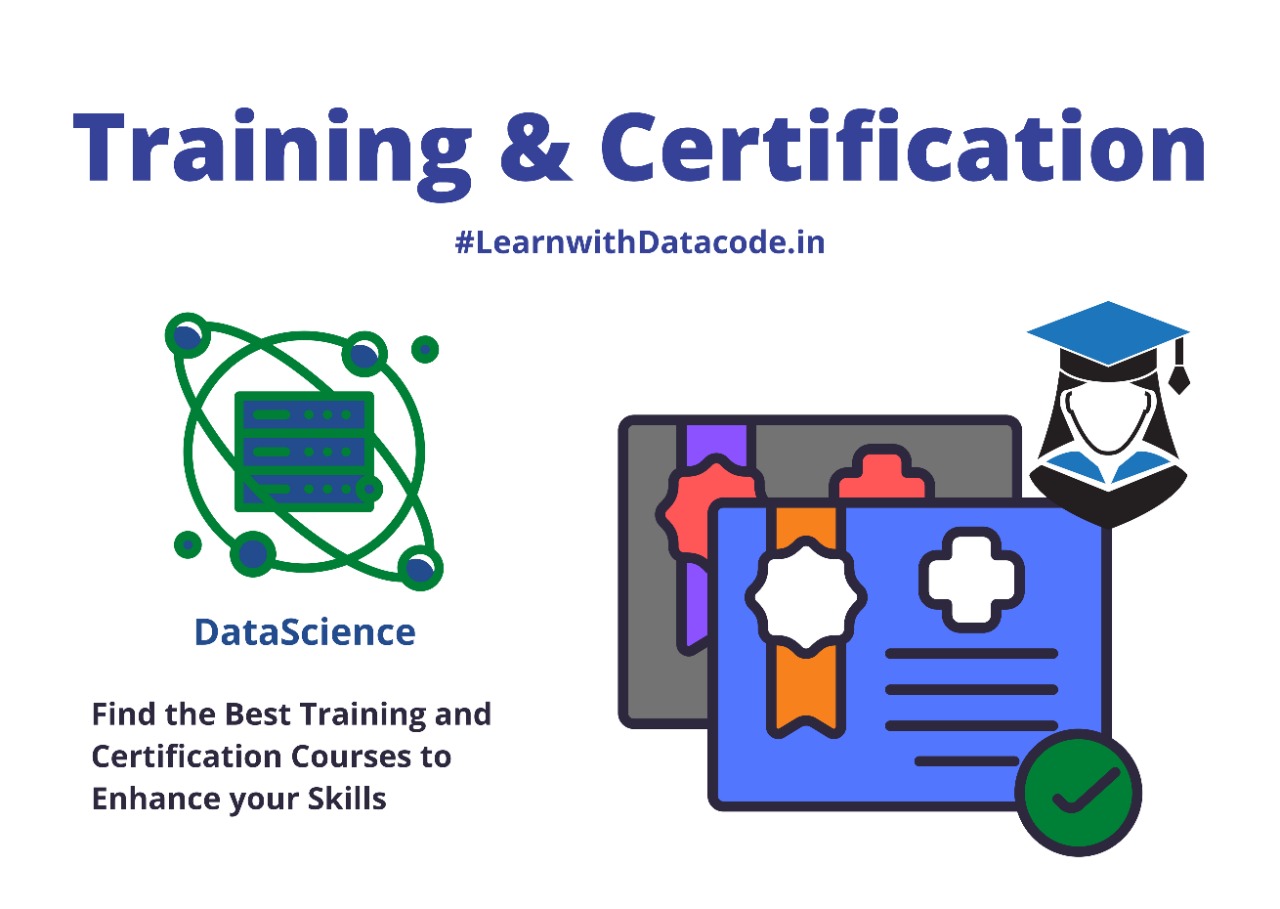 Training & Certification
#LearnwithDatacode.in
DataScience
Find the Best Training and
Certification Courses to
Enhance your Skills